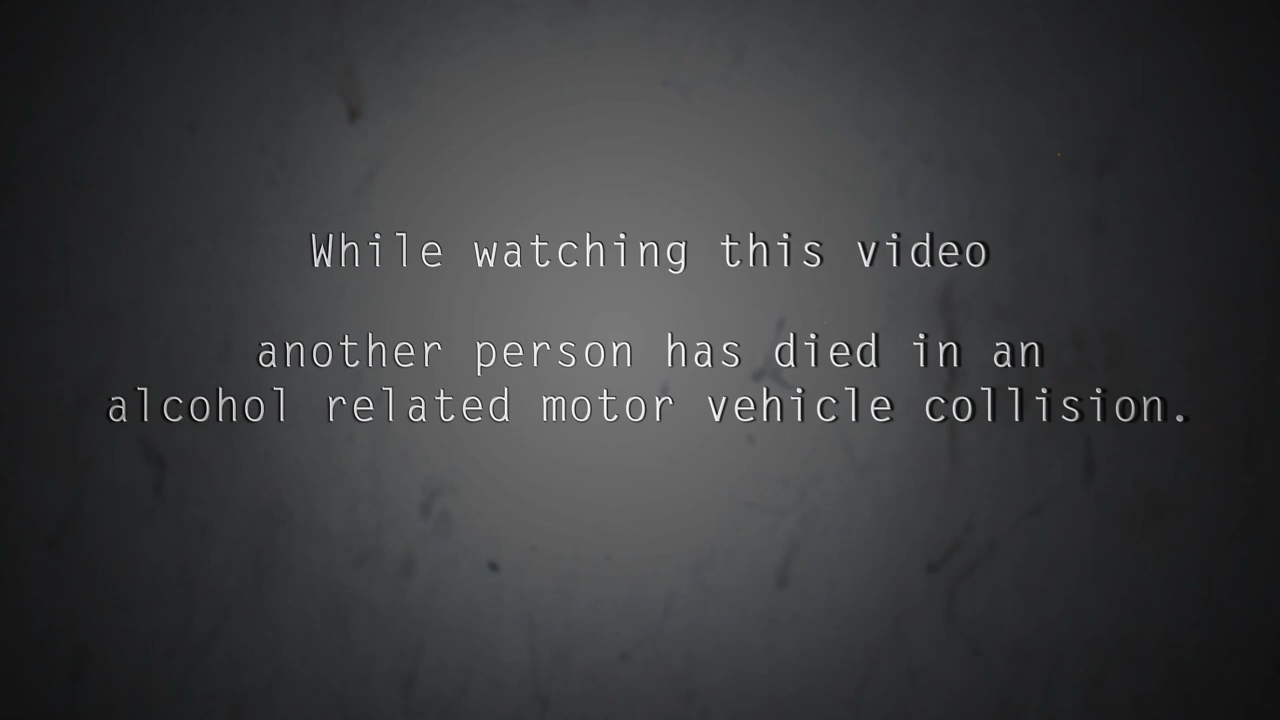 While watching this video
another person has died in an
alcohol related motor vehicle collision.